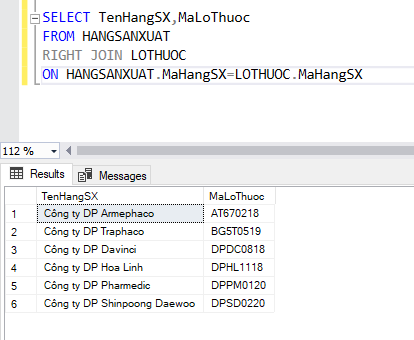 SELECT TenHangSX,MaLoThuoc
FROM HANGSANXUAT
RIGHT JOIN LOTHUOC
ON HANGSANXUAT.MaHangSX=LOTHUOC.MaHangSX
112 %
Results Messages
TenHangSX MaLoThuoc
1 Công ty DP Armephaco AT670218
2 Công ty DP Traphaco BG5T0519
3 Công ty DP Davinci DPDC0818
4 Công ty DP Hoa Linh DPHL1118
5 Công ty DP Pharmedic DPPM0120
6 Công ty DP Shinpoong Daewoo DPSD0220